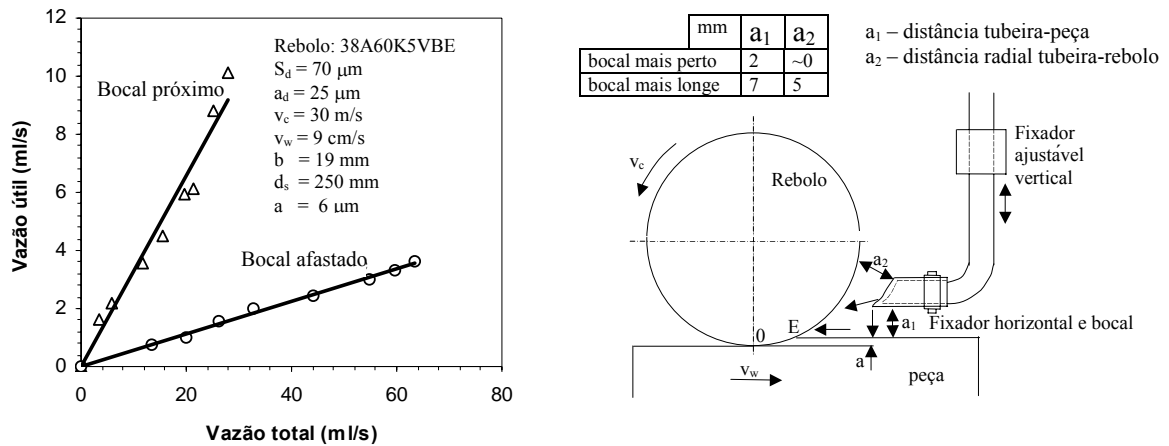 12
10
8
6
4
2
0
0
20
40
60
80
Vazão útil (ml/s)
Vazão total (ml/s)
Bocal próximo
Bocal afastado
Rebolo: 38A60K5VBE
S_d = 70 μm
a_d = 25 μm
v_c = 30 m/s
v_w = 9 cm/s
b = 19 mm
d_s = 250 mm
a = 6 μm
mm a₁ a₂
bocal mais perto 2 ~0
bocal mais longe 7 5
a₁ – distância tubeira-peça
a₂ – distância radial tubeira-rebolo
Fixador
ajustável
vertical
v_c
Rebolo
a₂
a₁
Fixador horizontal e bocal
E
0
a
v_w
peça